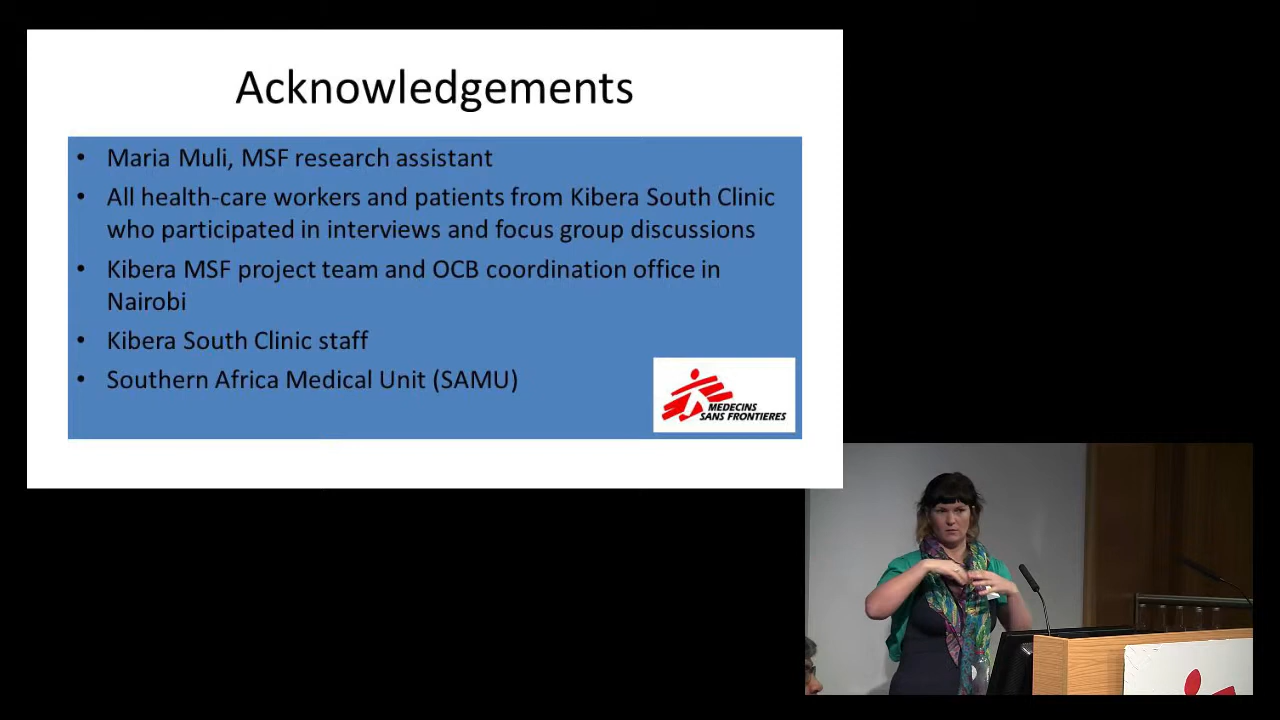 Acknowledgements
• Maria Muli, MSF research assistant
• All health-care workers and patients from Kibera South Clinic
who participated in interviews and focus group discussions
• Kibera MSF project team and OCB coordination office in
Nairobi
• Kibera South Clinic staff
• Southern Africa Medical Unit (SAMU)
MEDECINS
SANS FRONTIERES